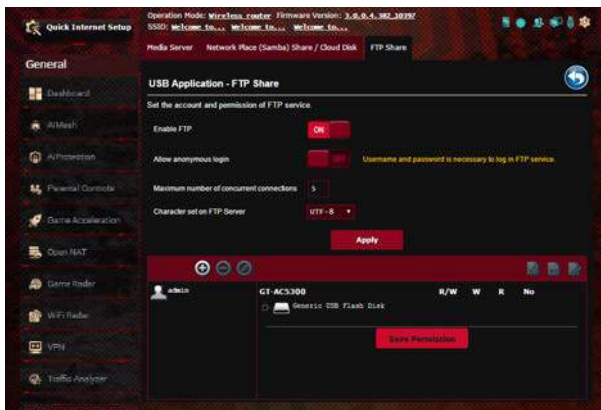 Quick Internet Setup
Operation Mode: Wireless router Firmware Version: 3.0.0.4.382_10797
SSID: Welcome to... Welcome to... Welcome to...
Media Server Network Place (Samba) Share / Cloud Disk FTP Share
General
Dashboard
AiMesh
AiProtection
Parental Controls
Game Acceleration
Open NAT
Game Radar
WiFi Radar
VPN
Traffic Analyzer
USB Application - FTP Share
Set the account and permission of FTP service.
Enable FTP ON
Allow anonymous login OFF Username and password is necessary to log in FTP service.
Maximum number of concurrent connections 5
Character set on FTP Server UTF-8
Apply
admin
GT-AC5300 R/W W R No
Generic USB Flash Disk
Save Permission